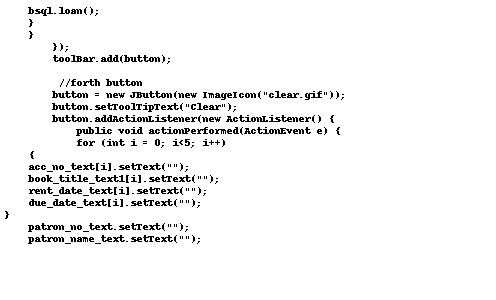 bsql.loan();
}
}
});
toolBar.add(button);
//forth button
button = new JButton(new ImageIcon("clear.gif"));
button.setToolTipText("Clear");
button.addActionListener(new ActionListener() {
public void actionPerformed(ActionEvent e) {
for (int i = 0; i<5; i++)
{
acc_no_text[i].setText("");
book_title_text1[i].setText("");
rent_date_text[i].setText("");
due_date_text[i].setText("");
}
patron_no_text.setText("");
patron_name_text.setText("");